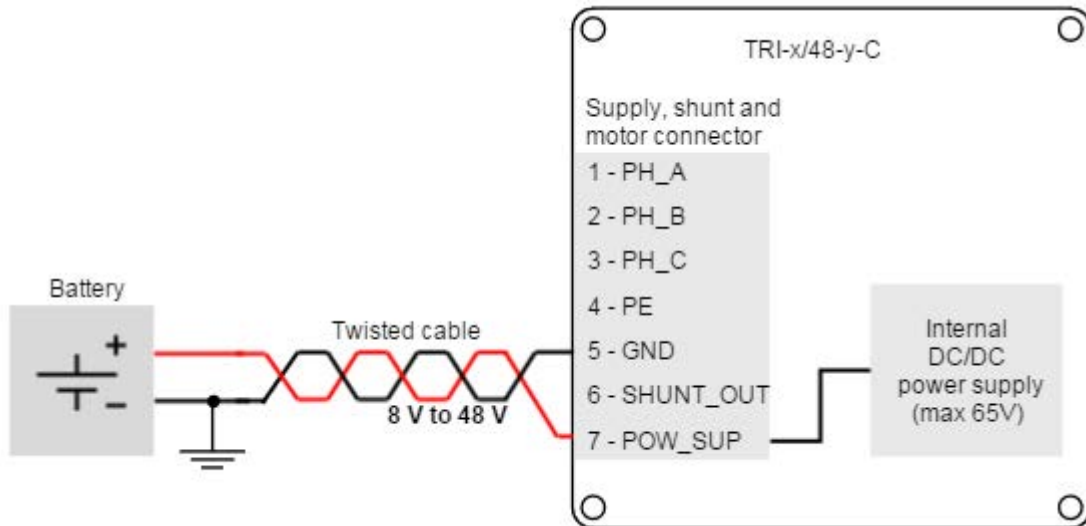 TRI-x/48-y-C
Supply, shunt and
motor connector
1 - PH_A
2 - PH_B
3 - PH_C
4 - PE
5 - GND
6 - SHUNT_OUT
7 - POW_SUP
Battery
+
-
Twisted cable
8 V to 48 V
Internal
DC/DC
power supply
(max 65V)